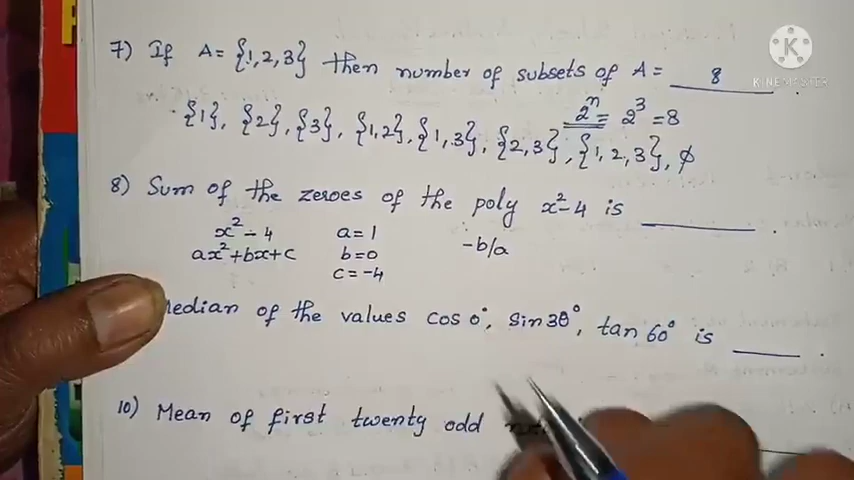 7) If A = {1,2,3} then number of subsets of A = 8.
K
KINEMASTER
2ⁿ = 2³ = 8
{1}, {2}, {3}, {1,2}, {1,3}, {2,3}, {1,2,3}, ϕ
8) Sum of the zeroes of the poly x²-4 is ____.
x²-4 a=1 -b/a
ax²+bx+c b=0
c=-4
Median of the values cos 0°, sin 30°, tan 60° is ____.
10) Mean of first twenty odd